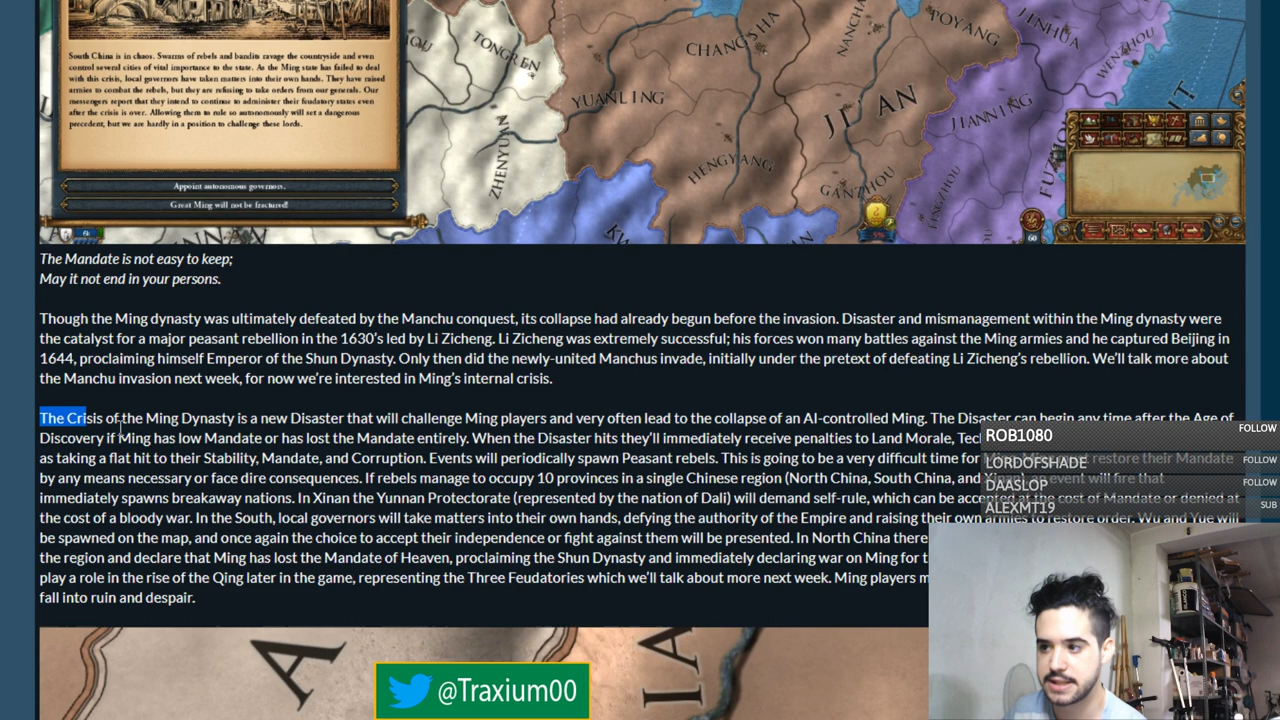 South China is in chaos. Swarms of rebels and bandits ravage the countryside and even
control several cities of vital importance to the state. As the Ming state has failed to deal
with this crisis, local governors have taken matters into their own hands. They have raised
armies to combat the rebels, but they are refusing to take orders from our generals. Our
messengers report that they intend to continue to administer their feudatory states even
after the crisis is over. Allowing them to rule so autonomously will set a dangerous
precedent, but we are hardly in a position to challenge these lords.
Appoint autonomous governors.
Great Ming will not be fractured!
TONGREN
ZHENYUAN
CHANGSHA
YUANLING
HENGYANG
NANCHA
POYANG
JI'AN
GANZHOU
JINHUA
WENZHOU
JIANNING
FUZHO
60
The Mandate is not easy to keep;
May it not end in your persons.
Though the Ming dynasty was ultimately defeated by the Manchu conquest, its collapse had already begun before the invasion. Disaster and mismanagement within the Ming dynasty were
the catalyst for a major peasant rebellion in the 1630's led by Li Zicheng. Li Zicheng was extremely successful; his forces won many battles against the Ming armies and he captured Beijing in
1644, proclaiming himself Emperor of the Shun Dynasty. Only then did the newly-united Manchus invade, initially under the pretext of defeating Li Zicheng's rebellion. We'll talk more about
the Manchu invasion next week, for now we're interested in Ming's internal crisis.
The Crisis of the Ming Dynasty is a new Disaster that will challenge Ming players and very often lead to the collapse of an AI-controlled Ming. The Disaster can begin any time after the Age of
Discovery if Ming has low Mandate or has lost the Mandate entirely. When the Disaster hits they'll immediately receive penalties to Land Morale, Tec
as taking a flat hit to their Stability, Mandate, and Corruption. Events will periodically spawn Peasant rebels. This is going to be a very difficult time for restore their Mandate
by any means necessary or face dire consequences. If rebels manage to occupy 10 provinces in a single Chinese region (North China, South China, and event will fire that
immediately spawns breakaway nations. In Xinan the Yunnan Protectorate (represented by the nation of Dali) will demand self-rule, which can be accepted at the cost of Mandate or denied at
the cost of a bloody war. In the South, local governors will take matters into their own hands, defying the authority of the Empire and raising their own armies to restore order. Wu and Yue will
be spawned on the map, and once again the choice to accept their independence or fight against them will be presented. In North China there
the region and declare that Ming has lost the Mandate of Heaven, proclaiming the Shun Dynasty and immediately declaring war on Ming for t
play a role in the rise of the Qing later in the game, representing the Three Feudatories which we'll talk about more next week. Ming players m
fall into ruin and despair.
ROB1080 FOLLOW
LORDOFSHADE FOLLOW
DAASLOP FOLLOW
ALEXMT19 SUB
@Traxium00